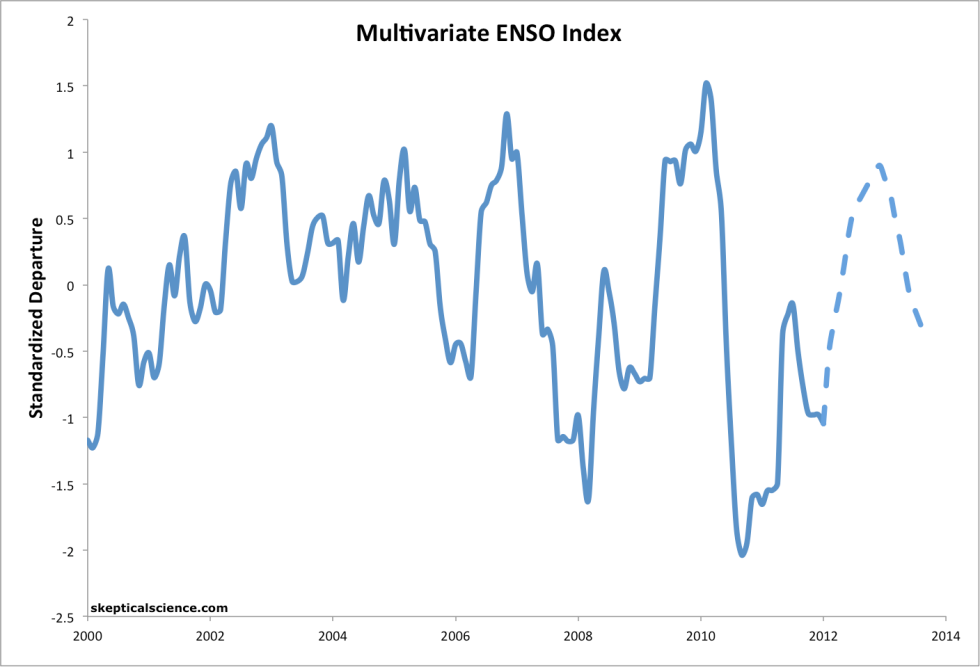 Multivariate ENSO Index
Standardized Departure
2
1.5
1
0.5
0
-0.5
-1
-1.5
-2
-2.5
skepticalscience.com
2000 2002 2004 2006 2008 2010 2012 2014